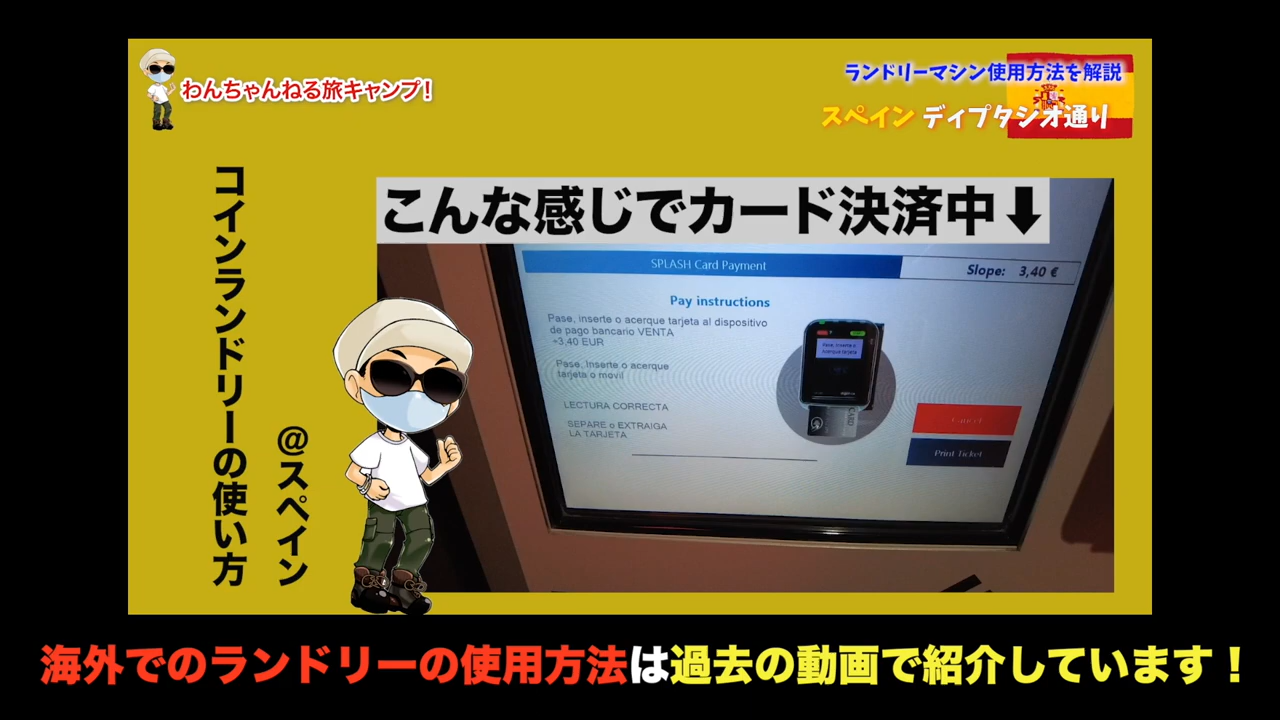 わんちゃんねる旅キャンプ！
ランドリーマシン使用方法を解説
スペイン ディプタシオ通り
コインランドリーの使い方
@スペイン
こんな感じでカード決済中⬇
SPLASH Card Payment
Slope: 3,40 €
Pay instructions
Pase, inserte o acerque tarjeta al dispositivo
de pago bancario VENTA
÷3,40 EUR
Pase, Inserte o acerque
tarjeta o movil
LECTURA CORRECTA
SEPARE o EXTRAIGA
LA TARJETA
Pase, inserte o
acerque tarjeta
CARD
Cancel
Print Ticket
海外でのランドリーの使用方法は過去の動画で紹介しています！